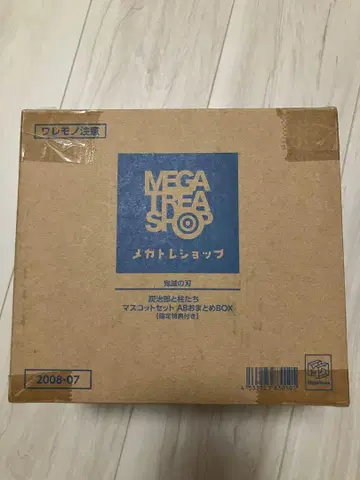 ワレモノ注意
MEGA
TREA
SHOP
メガトレショップ
鬼滅の刃
炭治郎と柱たち
マスコットセット ABおまとめBOX
【限定特典付き】
2008-07
MegaHouse